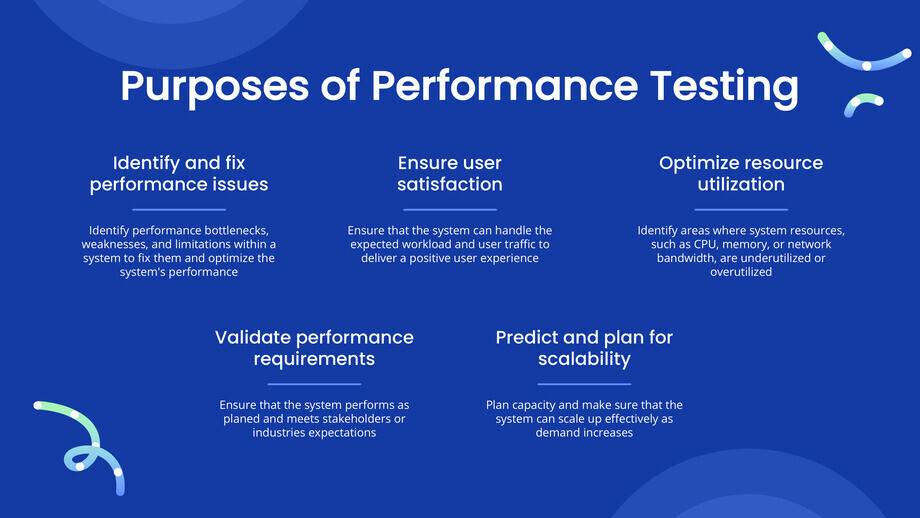 Purposes of Performance Testing
Identify and fix
performance issues
Identify performance bottlenecks,
weaknesses, and limitations within a
system to fix them and optimize the
system's performance
Ensure user
satisfaction
Ensure that the system can handle the
expected workload and user traffic to
deliver a positive user experience
Optimize resource
utilization
Identify areas where system resources,
such as CPU, memory, or network
bandwidth, are underutilized or
overutilized
Validate performance
requirements
Ensure that the system performs as
planed and meets stakeholders or
industries expectations
Predict and plan for
scalability
Plan capacity and make sure that the
system can scale up effectively as
demand increases